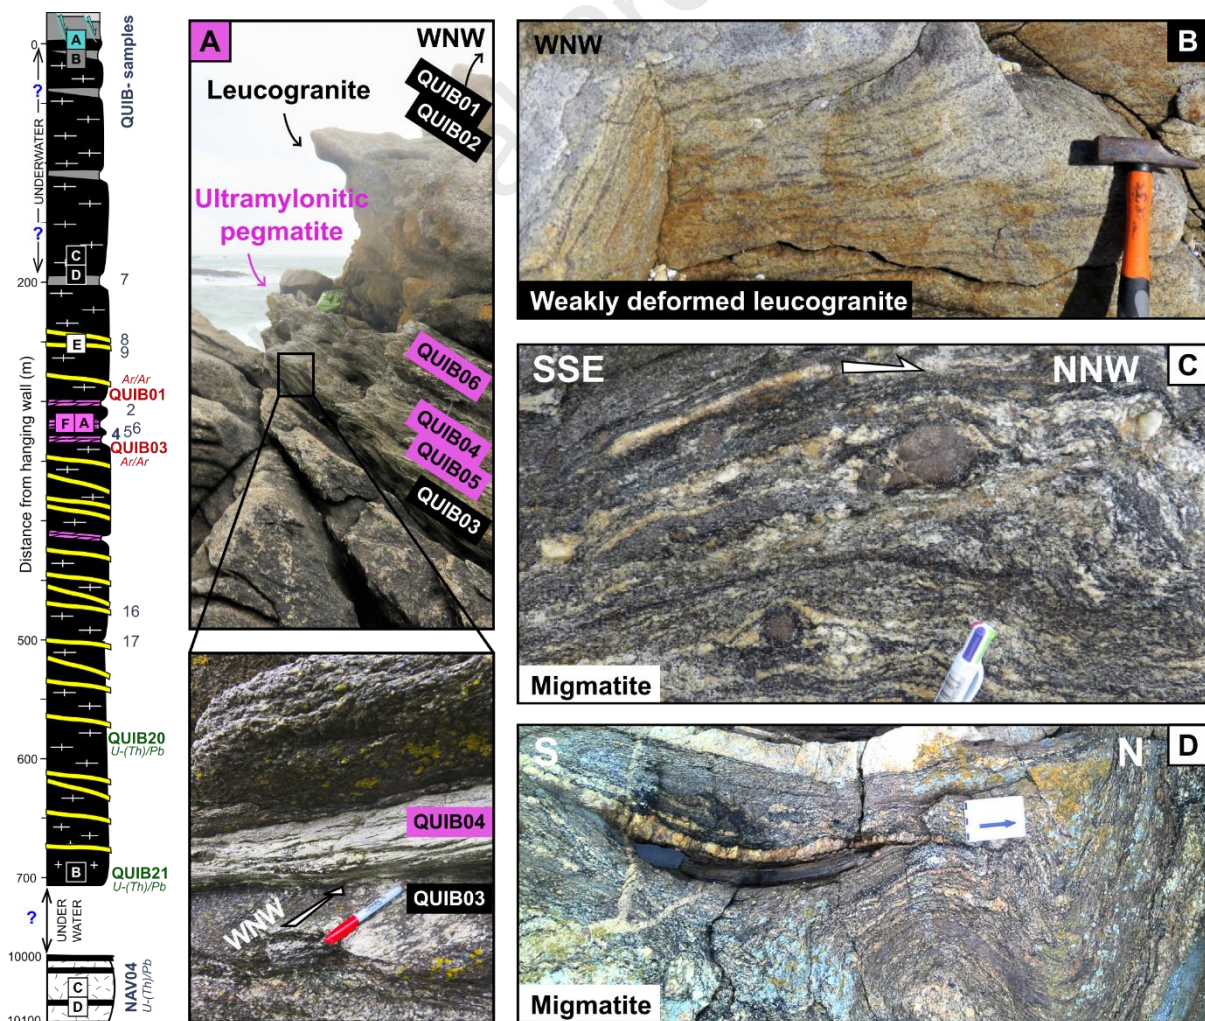 QUIB- samples
A
B
0
?
UNDERWATER
?
C
D
200
7
E
8
9
Ar/Ar
QUIB01
2
F A
4 5 6
QUIB03
Ar/Ar
Distance from hanging wall (m)
16
500
17
QUIB20
U-(Th)/Pb
600
B
QUIB21
U-(Th)/Pb
700
?
UNDER
WATER
10000
C
D
NAV04
U-(Th)/Pb
10100
A
WNW
QUIB01
QUIB02
Leucogranite
Ultramylonitic
pegmatite
QUIB06
QUIB04
QUIB05
QUIB03
QUIB04
QUIB03
WNW
WNW
B
Weakly deformed leucogranite
SSE
NNW
C
Migmatite
S
N
D
Migmatite